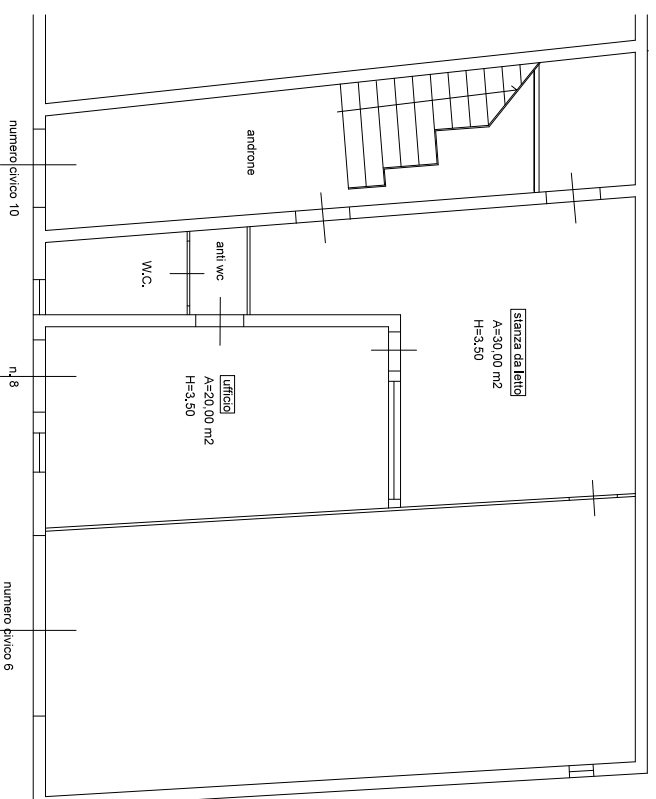 numero civico 10
androne
W.C.
anti wc
stanza da letto
A=30,00 m2
H=3.50
n. 8
ufficio
A=20,00 m2
H=3,50
numero civico 6